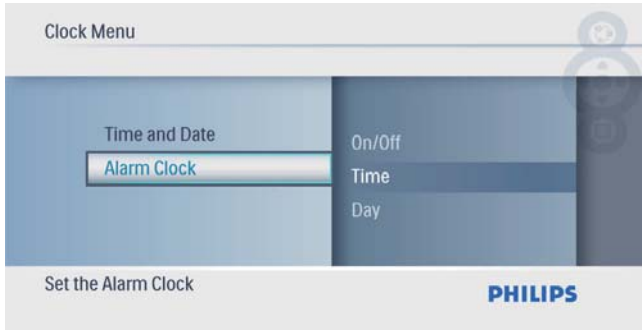 Clock Menu
Time and Date
Alarm Clock
On/Off
Time
Day
Set the Alarm Clock
PHILIPS